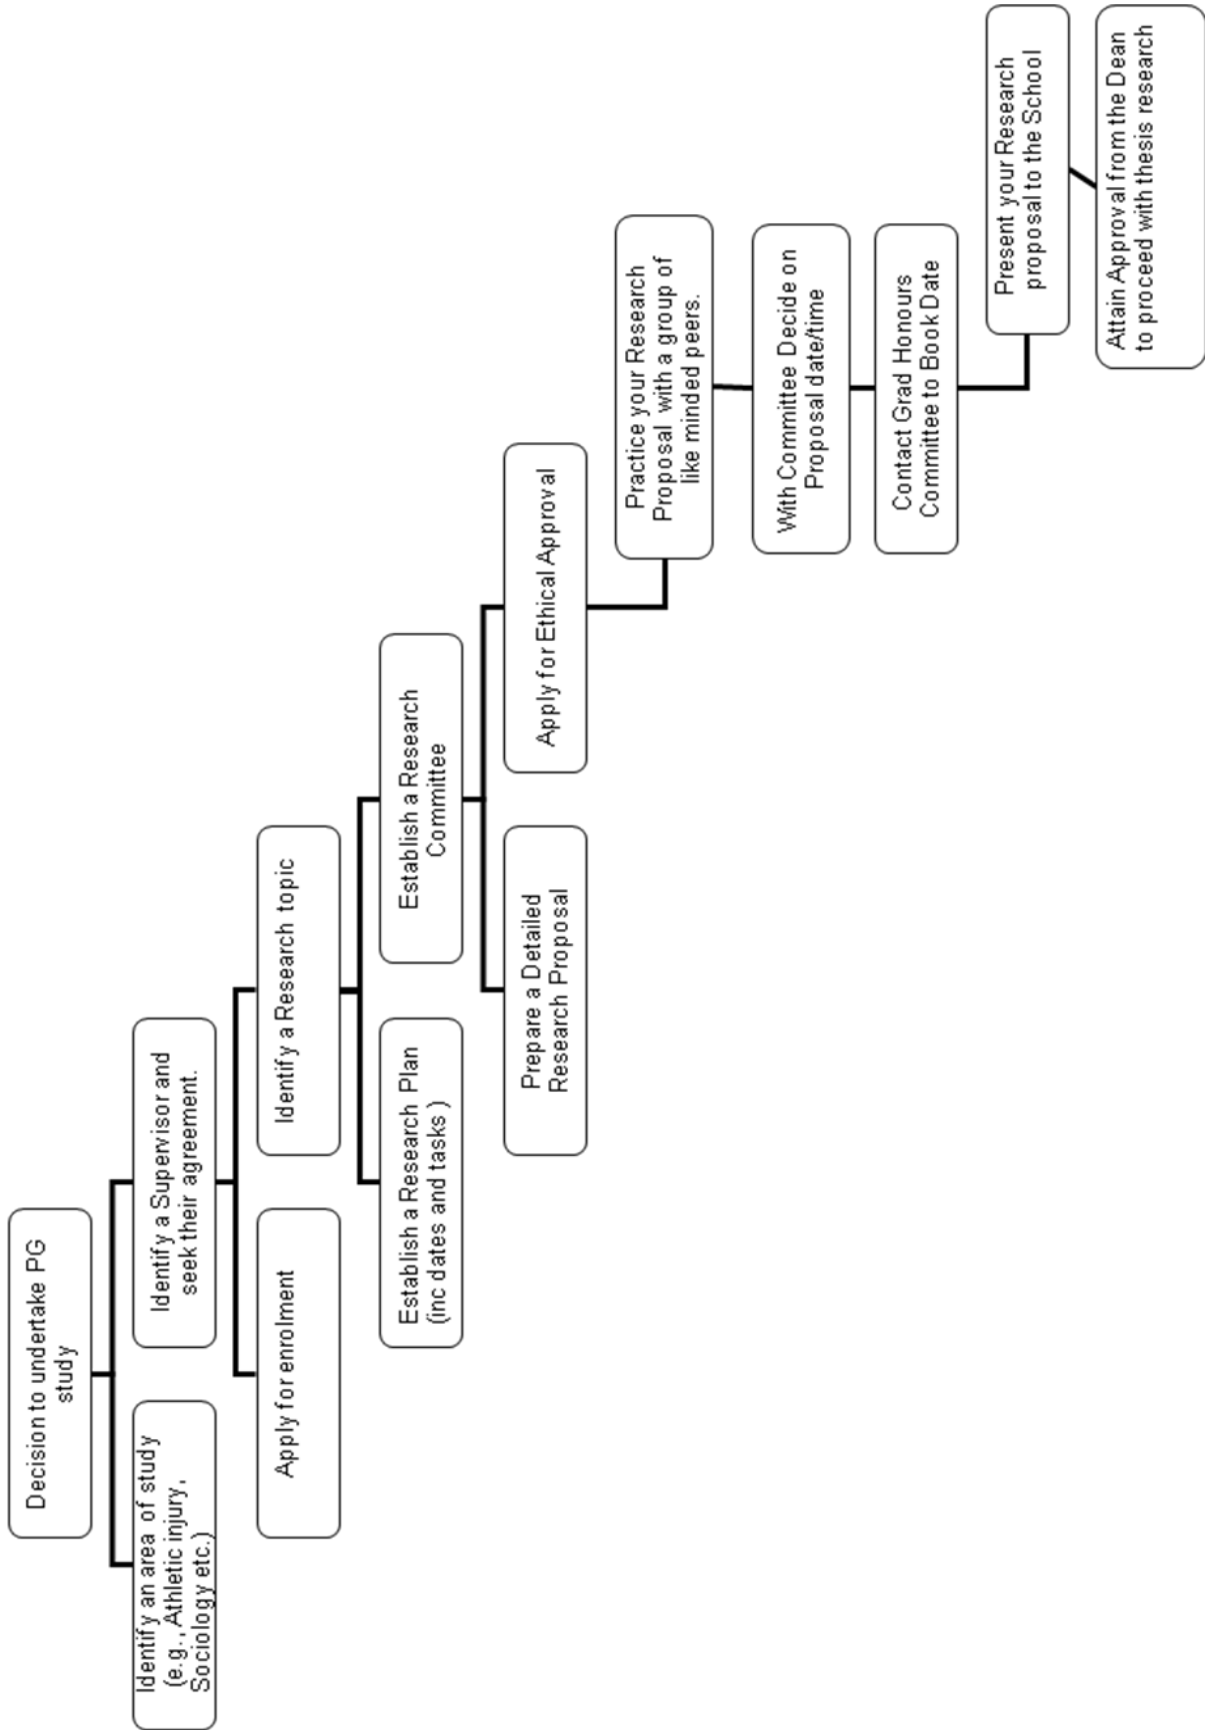 Decision to undertake PG
study
Identify an area of study
(e.g., Athletic injury,
Sociology etc.)
Identify a Supervisor and
seek their agreement.
Apply for enrolment
Identify a Research topic
Establish a Research Plan
(inc dates and tasks )
Establish a Research
Committee
Prepare a Detailed
Research Proposal
Apply for Ethical Approval
Practice your Research
Proposal with a group of
like minded peers.
With Committee Decide on
Proposal date/time
Contact Grad Honours
Committee to Book Date
Present your Research
proposal to the School
Attain Approval from the Dean
to proceed with thesis research